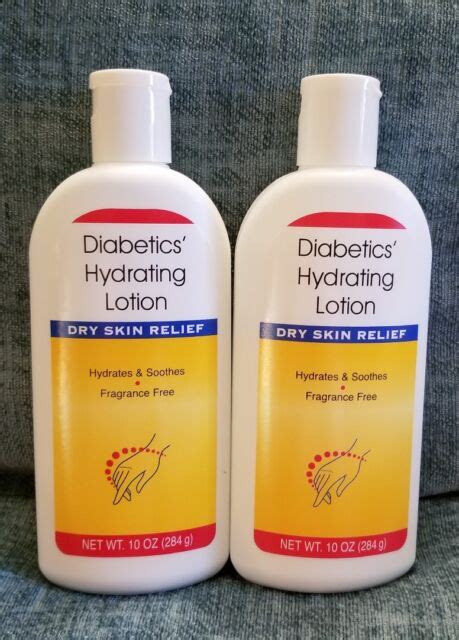 Diabetics'
Hydrating
Lotion
DRY SKIN RELIEF
Hydrates & Soothes
•
Fragrance Free
NET WT. 10 OZ (284 g)
Diabetics'
Hydrating
Lotion
DRY SKIN RELIEF
Hydrates & Soothes
•
Fragrance Free
NET WT. 10 OZ (284 g)